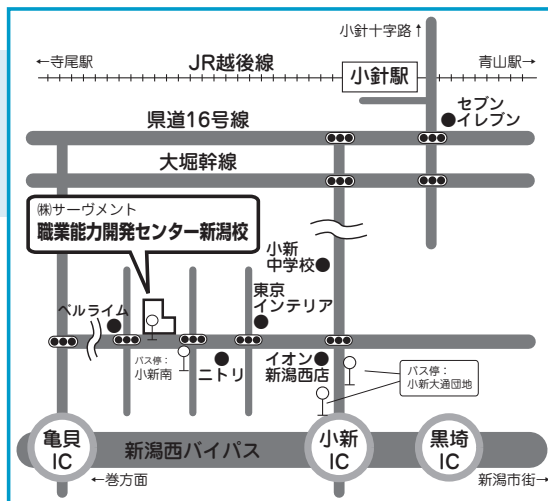 小針十字路↑
←寺尾駅
JR越後線
小針駅
青山駅→
セブン
イレブン
県道16号線
大堀幹線
㈱サーヴメント
職業能力開発センター新潟校
小新
中学校
東京
インテリア
ベルライム
バス停：
小新南
ニトリ
イオン
新潟西店
バス停：
小新大通団地
亀貝
IC
新潟西バイパス
小新
IC
黒埼
IC
←巻方面
新潟市街→